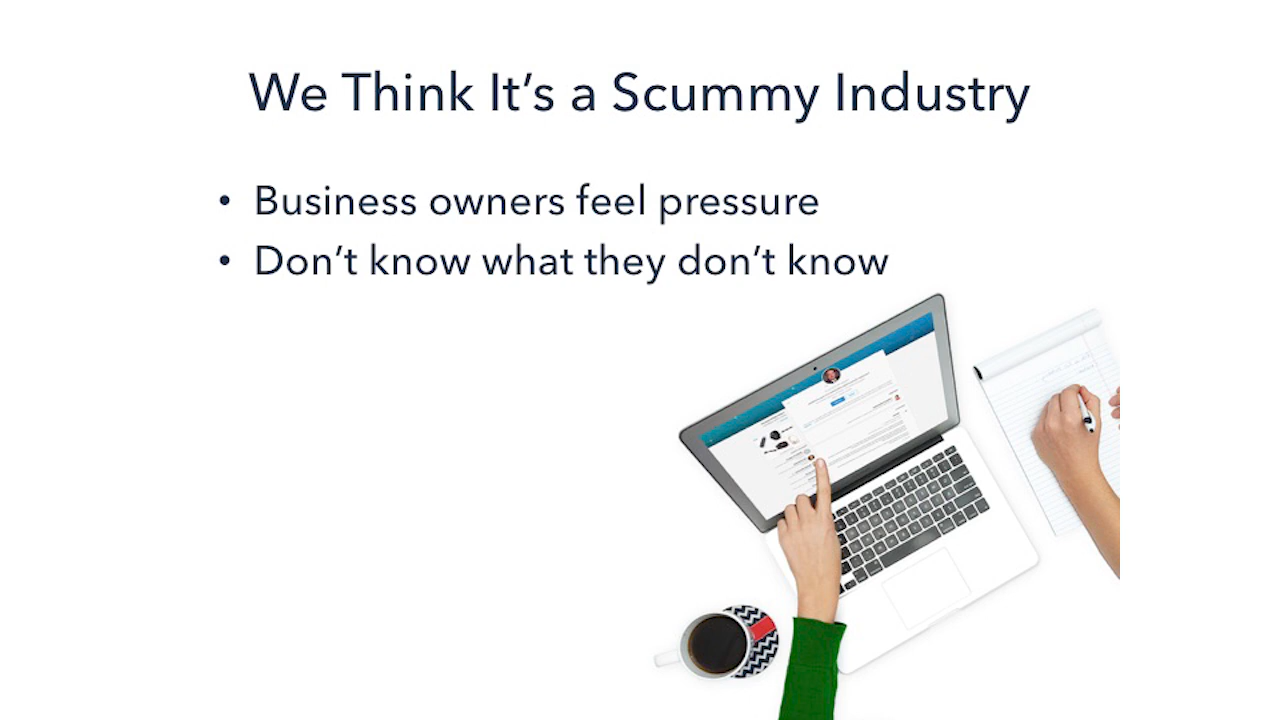 We Think It’s a Scummy Industry
• Business owners feel pressure
• Don’t know what they don’t know